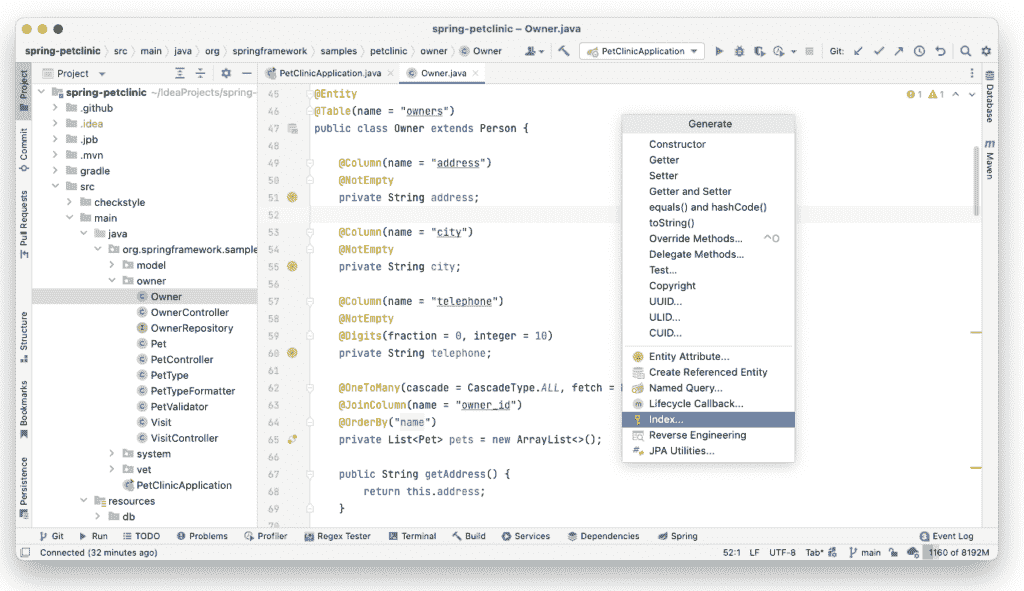 spring-petclinic – Owner.java
spring-petclinic src main java org springframework samples petclinic owner Owner PetClinicApplication Git:
Project
PetClinicApplication.java Owner.java
Project
Commit
Pull Requests
Structure
Bookmarks
Persistence
spring-petclinic ~/IdeaProjects/spring-
.github
.idea
.jpb
.mvn
gradle
src
checkstyle
main
java
org.springframework.sample
model
owner
Owner
OwnerController
OwnerRepository
Pet
PetController
PetType
PetTypeFormatter
PetValidator
Visit
VisitController
system
vet
PetClinicApplication
resources
db
45 @Entity
46 @Table(name = "owners")
47 public class Owner extends Person {
48
49 @Column(name = "address")
50 @NotEmpty
51 private String address;
52
53 @Column(name = "city")
54 @NotEmpty
55 private String city;
56
57 @Column(name = "telephone")
58 @NotEmpty
59 @Digits(fraction = 0, integer = 10)
60 private String telephone;
61
62 @OneToMany(cascade = CascadeType.ALL, fetch =
63 @JoinColumn(name = "owner_id")
64 @OrderBy("name")
65 private List<Pet> pets = new ArrayList<>();
66
67 public String getAddress() {
68 return this.address;
69 }
70
1 1
Generate
Constructor
Getter
Setter
Getter and Setter
equals() and hashCode()
toString()
Override Methods... ^O
Delegate Methods...
Test...
Copyright
UUID...
ULID...
CUID...
Entity Attribute...
Create Referenced Entity
Named Query...
Lifecycle Callback...
Index...
Reverse Engineering
JPA Utilities...
Database
Maven
Git Run TODO Problems Profiler Regex Tester Terminal Build Services Dependencies Spring Event Log
Connected (32 minutes ago) 52:1 LF UTF-8 Tab* main 1160 of 8192M